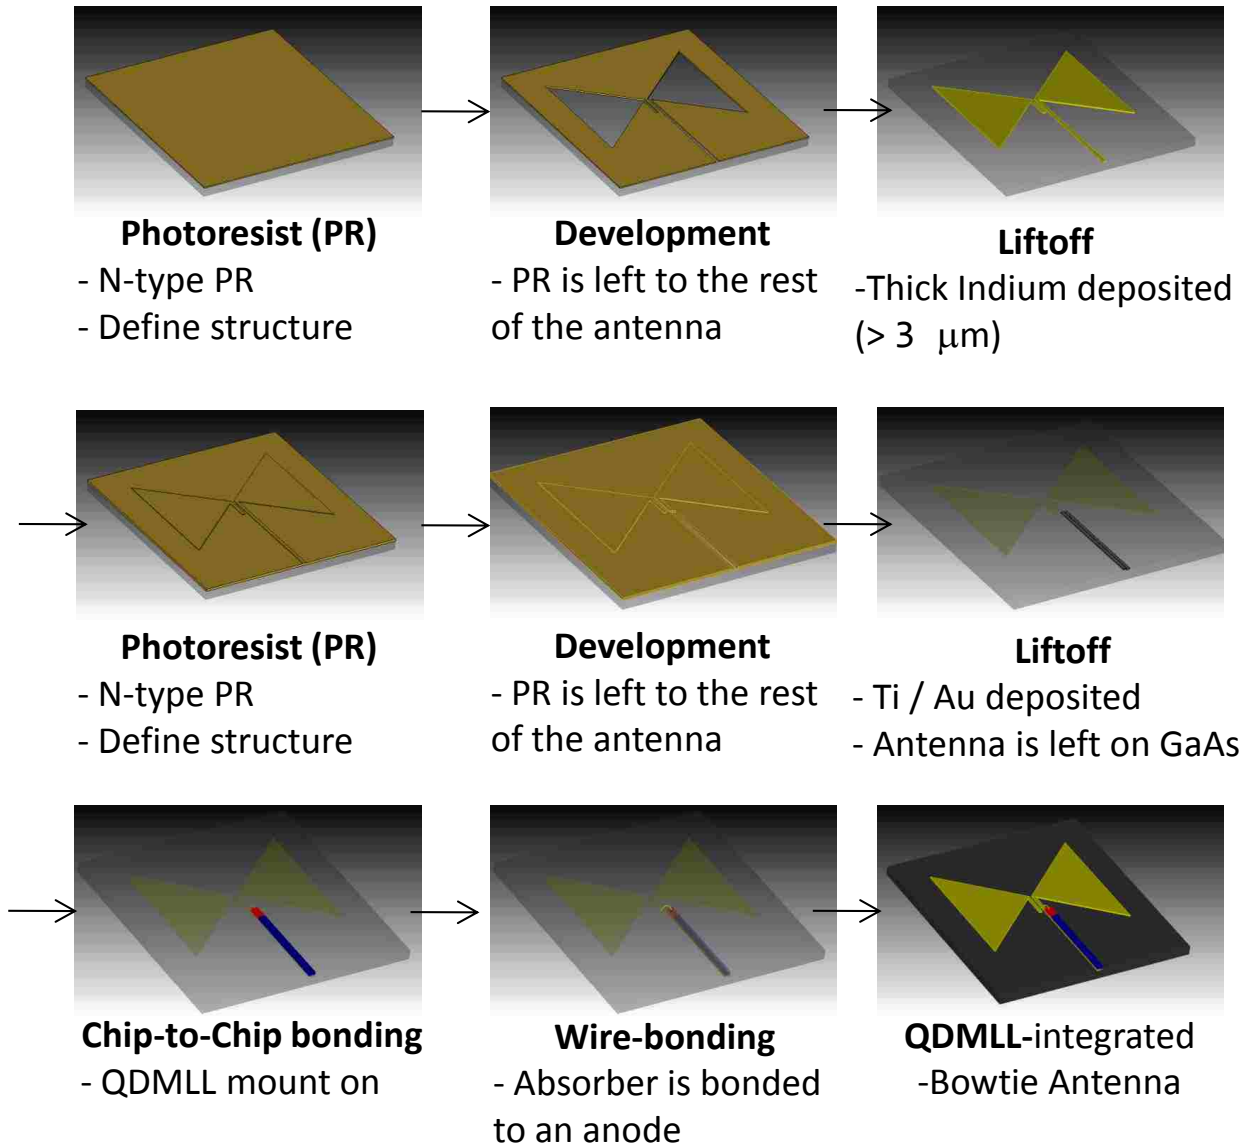 Photoresist (PR)
- N-type PR
- Define structure
Development
- PR is left to the rest
of the antenna
Liftoff
-Thick Indium deposited
(> 3 μm)
Photoresist (PR)
- N-type PR
- Define structure
Development
- PR is left to the rest
of the antenna
Liftoff
- Ti / Au deposited
- Antenna is left on GaAs
Chip-to-Chip bonding
- QDMLL mount on
Wire-bonding
- Absorber is bonded
to an anode
QDMLL-integrated
-Bowtie Antenna